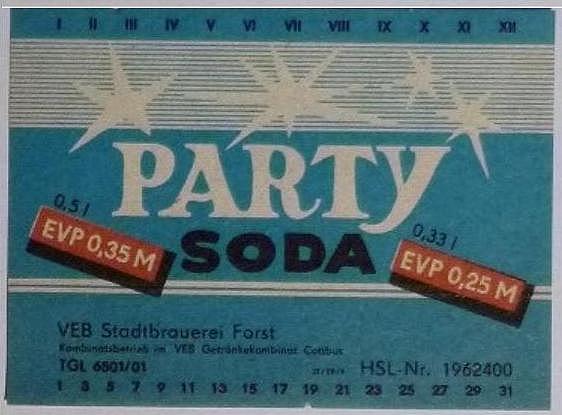 I II III IV V VI VII VIII IX X XI XII
PARTY
SODA
0,5 l
EVP 0,35 M
0,33 l
EVP 0,25 M
VEB Stadtbrauerei Forst
Kombinatsbetrieb im VEB Getränkekombinat Cottbus
TGL 6501/01
HSL-Nr. 1962400
1 3 5 7 9 11 13 15 17 19 21 23 25 27 29 31